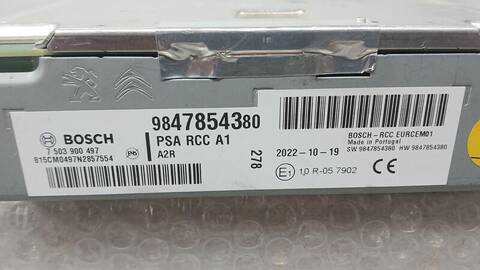 BOSCH
7 503 900 497
815CM0497N2857554
Pb
9847854380
PSA RCC A1
A2R
278
BOSCH-RCC EURCEM01
Made in Portugal
2022-10-19
SW 9847854380 HW 9847854380
E1
10 R-05 7902
CE